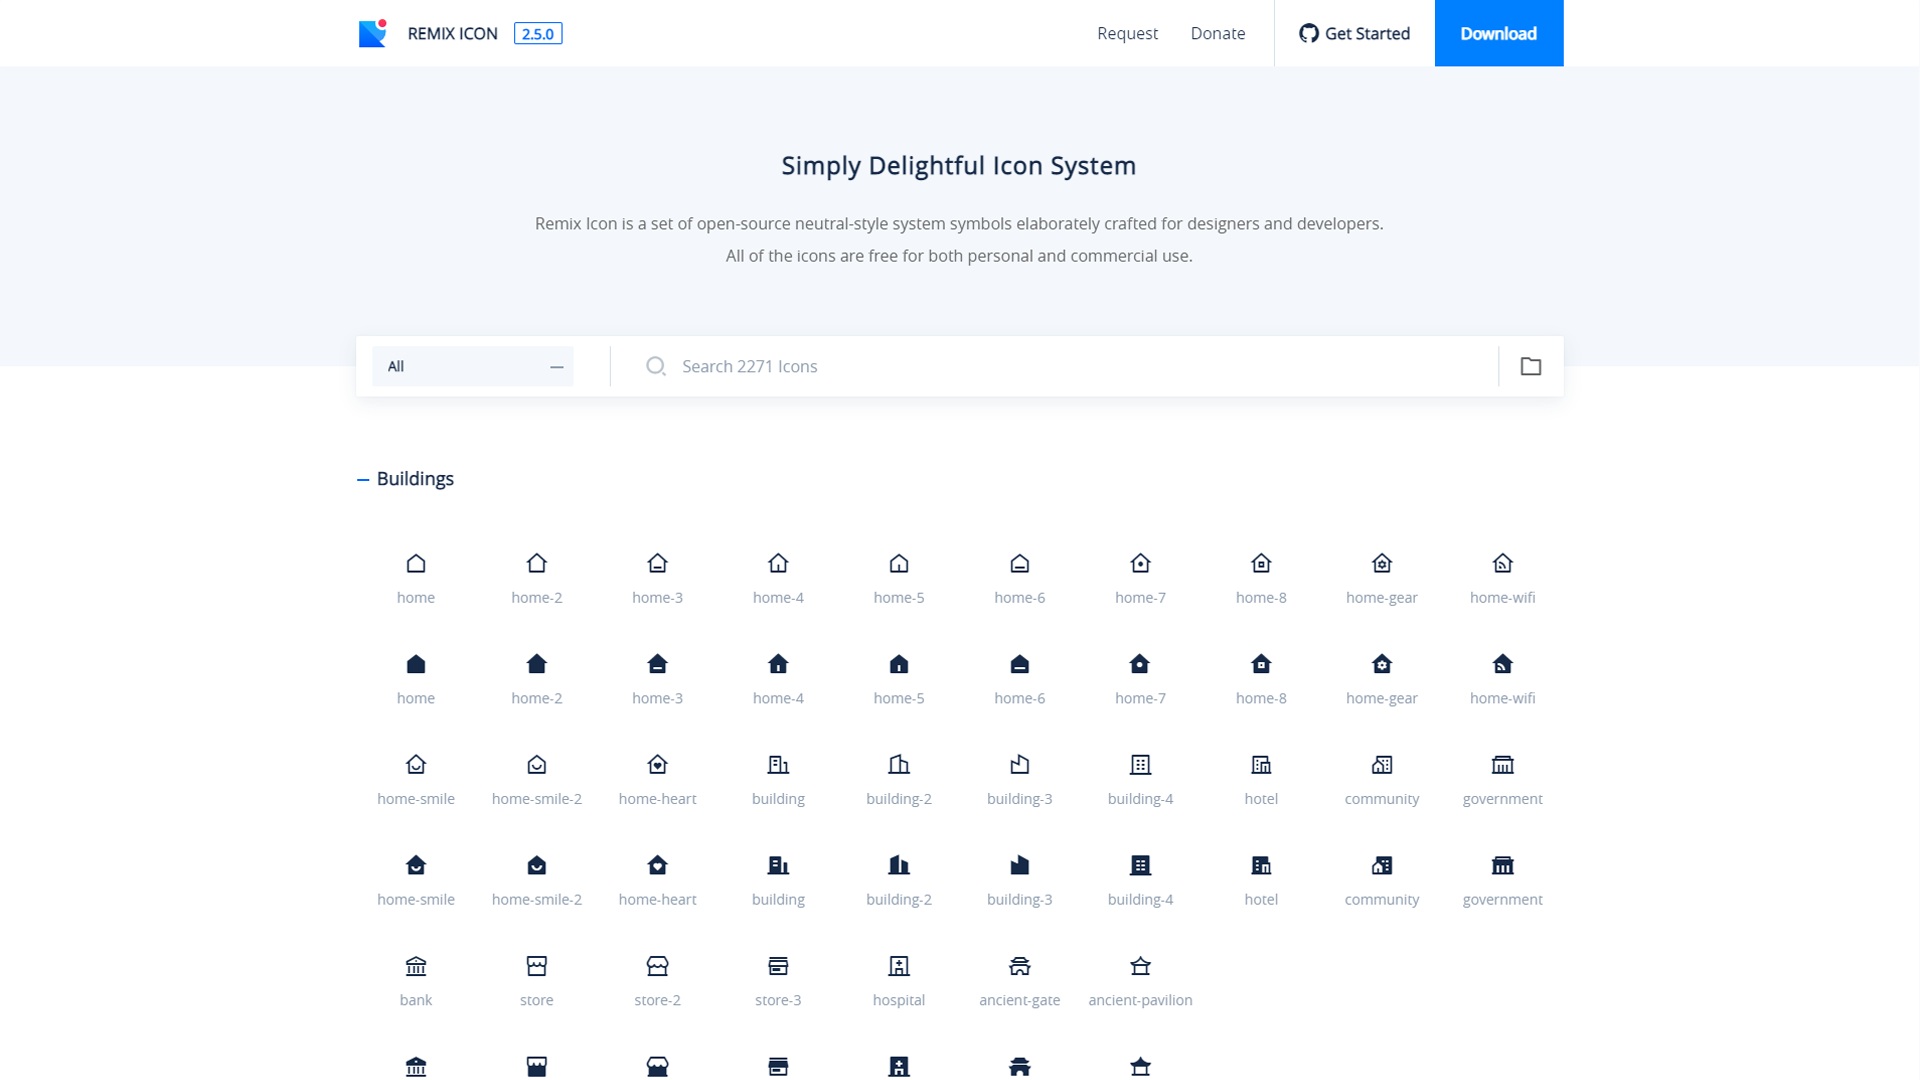 REMIX ICON 2.5.0 Request Donate Get Started Download
Simply Delightful Icon System
Remix Icon is a set of open-source neutral-style system symbols elaborately crafted for designers and developers.
All of the icons are free for both personal and commercial use.
All Search 2271 Icons
Buildings
home home-2 home-3 home-4 home-5 home-6 home-7 home-8 home-gear home-wifi
home home-2 home-3 home-4 home-5 home-6 home-7 home-8 home-gear home-wifi
home-smile home-smile-2 home-heart building building-2 building-3 building-4 hotel community government
home-smile home-smile-2 home-heart building building-2 building-3 building-4 hotel community government
bank store store-2 store-3 hospital ancient-gate ancient-pavilion